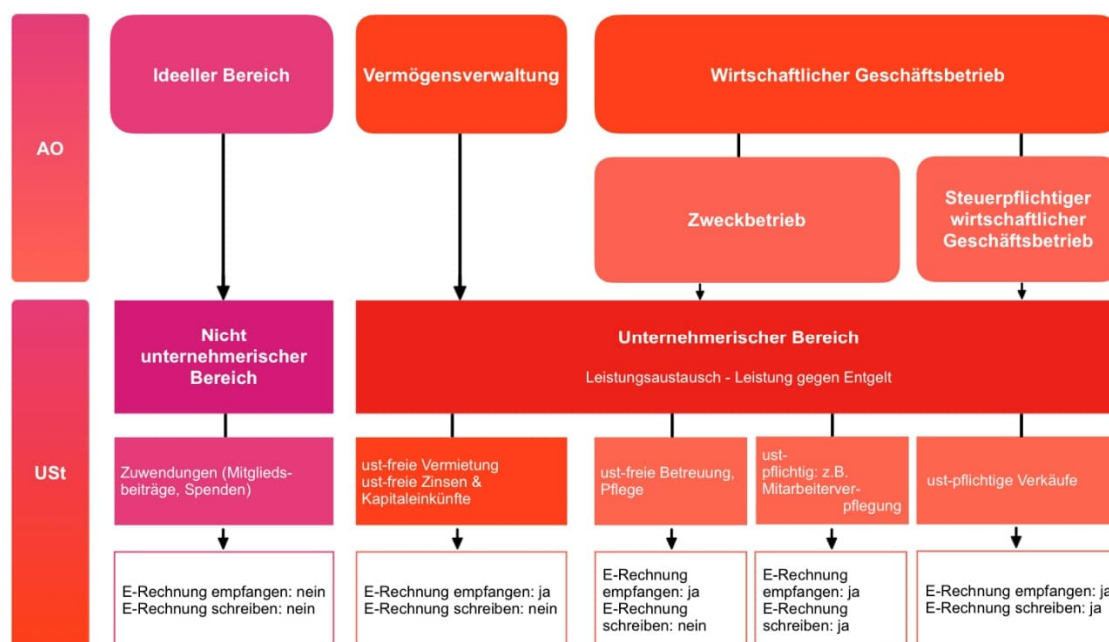 AO
Ideeller Bereich
Vermögensverwaltung
Wirtschaftlicher Geschäftsbetrieb
Zweckbetrieb
Steuerpflichtiger
wirtschaftlicher
Geschäftsbetrieb
USt
Nicht
unternehmerischer
Bereich
Unternehmerischer Bereich
Leistungsaustausch - Leistung gegen Entgelt
Zuwendungen (Mitglieds-
beiträge, Spenden)
ust-freie Vermietung
ust-freie Zinsen &
Kapitaleinkünfte
ust-freie Betreuung,
Pflege
ust-
pflichtig: z.B.
Mitarbeiterver-
pflegung
ust-pflichtige Verkäufe
E-Rechnung empfangen: nein
E-Rechnung schreiben: nein
E-Rechnung empfangen: ja
E-Rechnung schreiben: nein
E-Rechnung
empfangen: ja
E-Rechnung
schreiben: nein
E-Rechnung
empfangen: ja
E-Rechnung
schreiben: ja
E-Rechnung empfangen: ja
E-Rechnung schreiben: ja